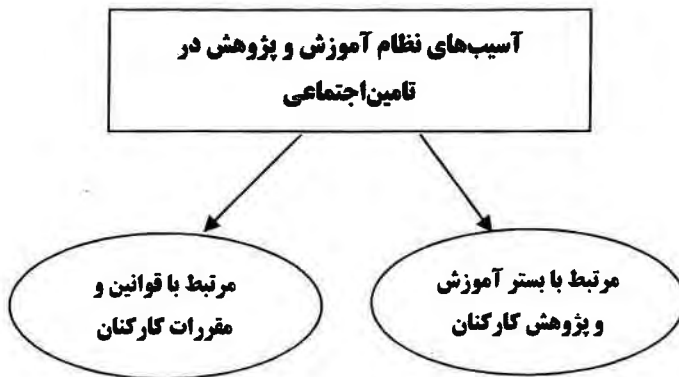 آسیب‌های نظام آموزش و پژوهش در
تامین‌اجتماعی
مرتبط با بستر آموزش
و پژوهش کارکنان
مرتبط با قوانین و
مقررات کارکنان